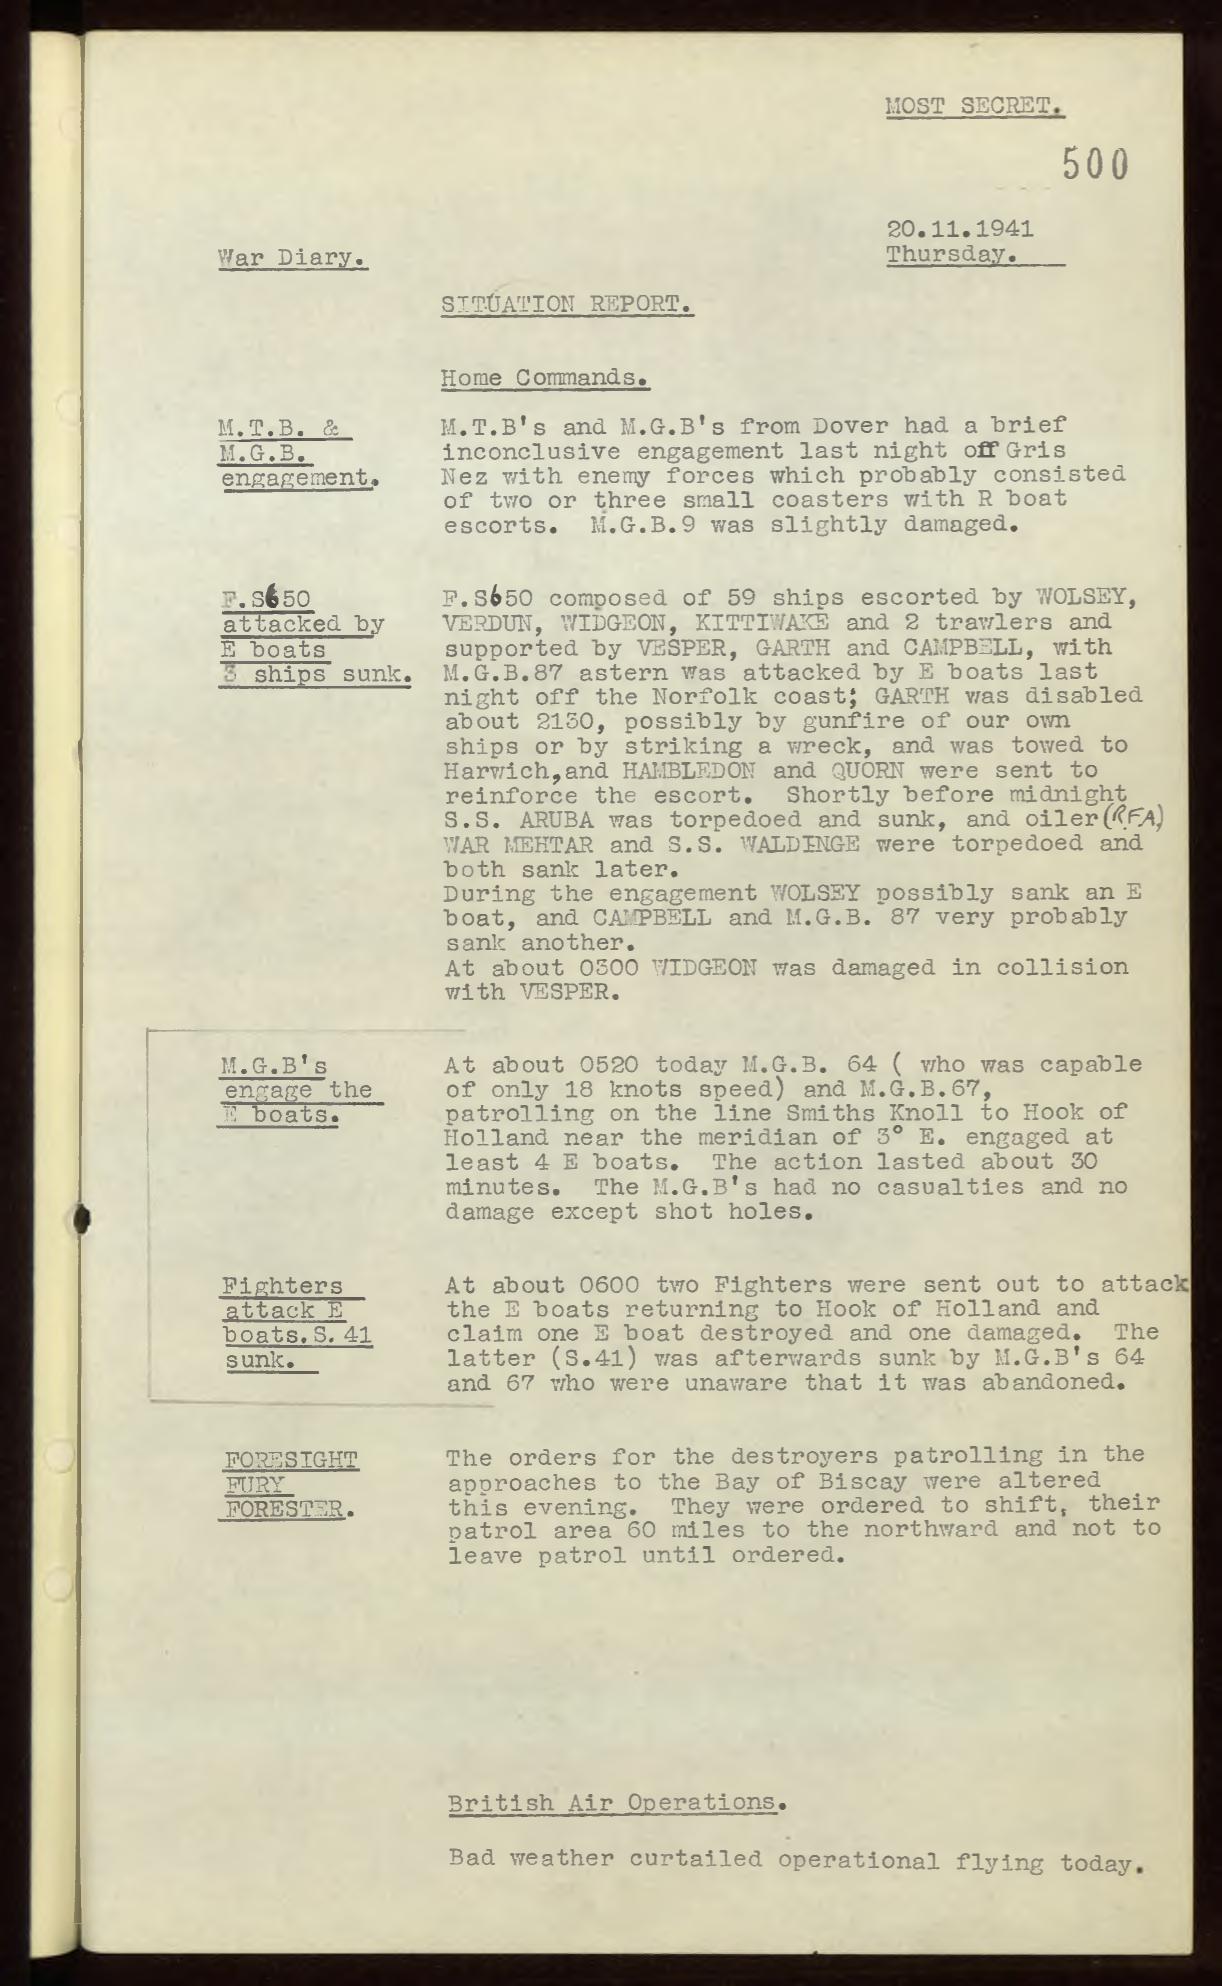 MOST SECRET.
500
20.11.1941
Thursday.
War Diary.
SITUATION REPORT.
Home Commands.
M.T.B. &
M.G.B.
engagement.
M.T.B's and M.G.B's from Dover had a brief
inconclusive engagement last night off Gris
Nez with enemy forces which probably consisted
of two or three small coasters with R boat
escorts. M.G.B.9 was slightly damaged.
F.S650
attacked by
E boats
3 ships sunk.
F.S650 composed of 59 ships escorted by WOLSEY,
VERDUN, WIDGEON, KITTIWAKE and 2 trawlers and
supported by VESPER, GARTH and CAMPBELL, with
M.G.B.87 astern was attacked by E boats last
night off the Norfolk coast; GARTH was disabled
about 2130, possibly by gunfire of our own
ships or by striking a wreck, and was towed to
Harwich,and HAMBLEDON and QUORN were sent to
reinforce the escort. Shortly before midnight
S.S. ARUBA was torpedoed and sunk, and oiler (RFA)
WAR MEHTAR and S.S. WALDINGE were torpedoed and
both sank later.
During the engagement WOLSEY possibly sank an E
boat, and CAMPBELL and M.G.B. 87 very probably
sank another.
At about 0300 WIDGEON was damaged in collision
with VESPER.
M.G.B's
engage the
E boats.
At about 0520 today M.G.B. 64 ( who was capable
of only 18 knots speed) and M.G.B.67,
patrolling on the line Smiths Knoll to Hook of
Holland near the meridian of 3° E. engaged at
least 4 E boats. The action lasted about 30
minutes. The M.G.B's had no casualties and no
damage except shot holes.
Fighters
attack E
boats.S.41
sunk.
At about 0600 two Fighters were sent out to attack
the E boats returning to Hook of Holland and
claim one E boat destroyed and one damaged. The
latter (S.41) was afterwards sunk by M.G.B's 64
and 67 who were unaware that it was abandoned.
FORESIGHT
FURY
FORESTER.
The orders for the destroyers patrolling in the
approaches to the Bay of Biscay were altered
this evening. They were ordered to shift, their
patrol area 60 miles to the northward and not to
leave patrol until ordered.
British Air Operations.
Bad weather curtailed operational flying today.